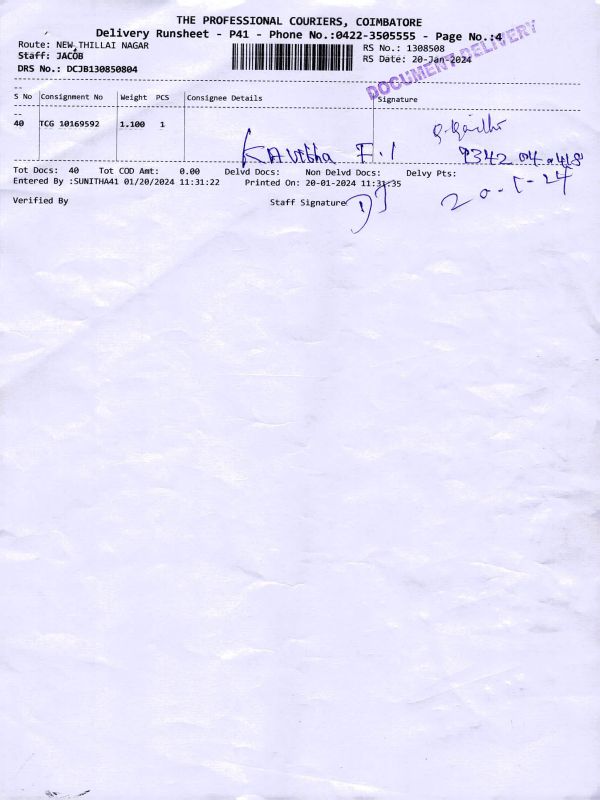 THE PROFESSIONAL COURIERS, COIMBATORE
Delivery Runsheet - P41 - Phone No.:0422-3505555 - Page No.:4
Route: NEW THILLAI NAGAR
RS No.: 1308508
Staff: JACOB
RS Date: 20-Jan-2024
DRS No.: DCJB130850804
DOCUMENT DELIVERY
S No Consignment No Weight PCS Consignee Details Signature
40 TCG 10169592 1.100 1
Kavitha F.1
Tot Docs: 40 Tot COD Amt: 0.00 Delvd Docs: Non Delvd Docs: Delvy Pts:
Entered By :SUNITHA41 01/20/2024 11:31:22 Printed On: 20-01-2024 11:31:35
20-1-24
Verified By Staff Signature